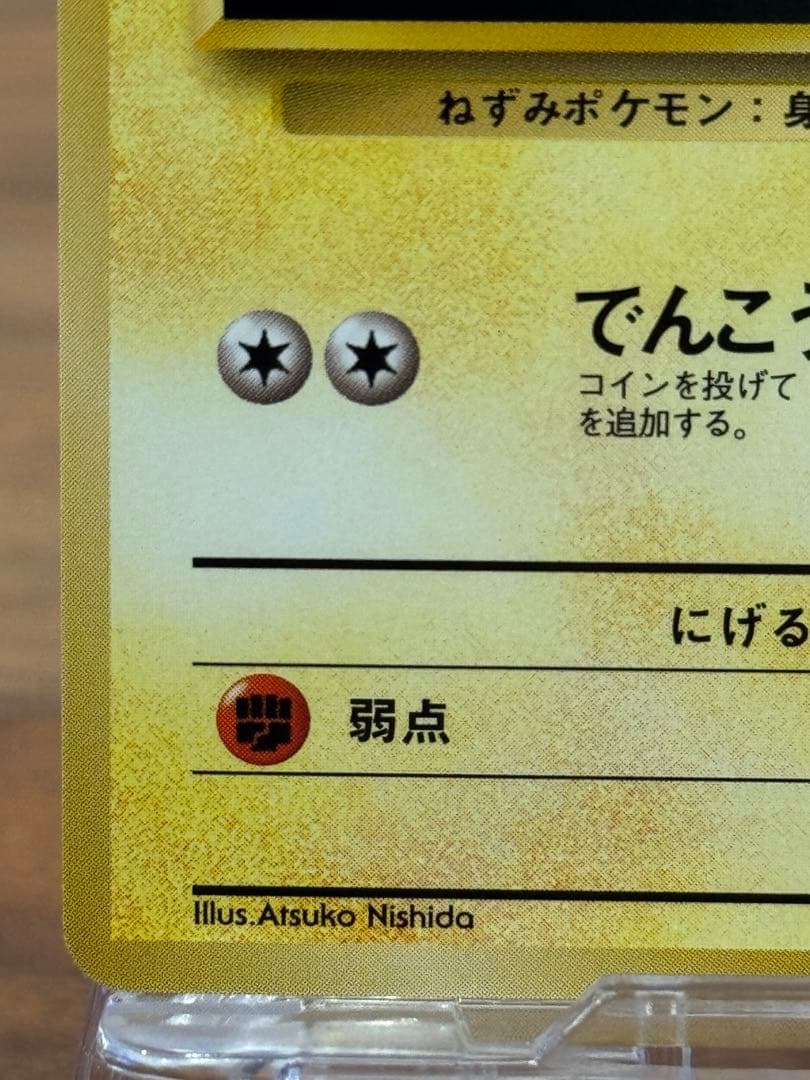 ねずみポケモン：身
でんこう
コインを投げて
を追加する。
にげる
弱点
Illus.Atsuko Nishida